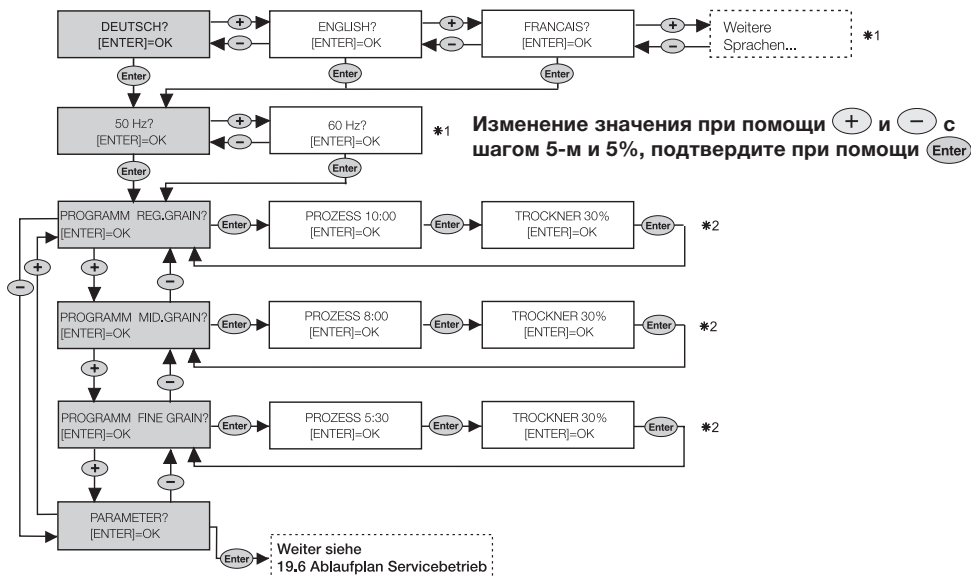 DEUTSCH?
[ENTER]=OK
+
−
ENGLISH?
[ENTER]=OK
+
−
FRANCAIS?
[ENTER]=OK
+
−
Weitere
Sprachen...
*1
Enter
Enter
Enter
50 Hz?
[ENTER]=OK
+
−
60 Hz?
[ENTER]=OK
*1
Изменение значения при помощи + и − с
шагом 5-м и 5%, подтвердите при помощи Enter
Enter
Enter
PROGRAMM REG.GRAIN?
[ENTER]=OK
Enter
PROZESS 10:00
[ENTER]=OK
Enter
TROCKNER 30%
[ENTER]=OK
Enter
*2
+
−
+
−
PROGRAMM MID.GRAIN?
[ENTER]=OK
Enter
PROZESS 8:00
[ENTER]=OK
Enter
TROCKNER 30%
[ENTER]=OK
Enter
*2
+
−
PROGRAMM FINE GRAIN?
[ENTER]=OK
Enter
PROZESS 5:30
[ENTER]=OK
Enter
TROCKNER 30%
[ENTER]=OK
Enter
*2
+
−
PARAMETER?
[ENTER]=OK
Enter
Weiter siehe
19.6 Ablaufplan Servicebetrieb